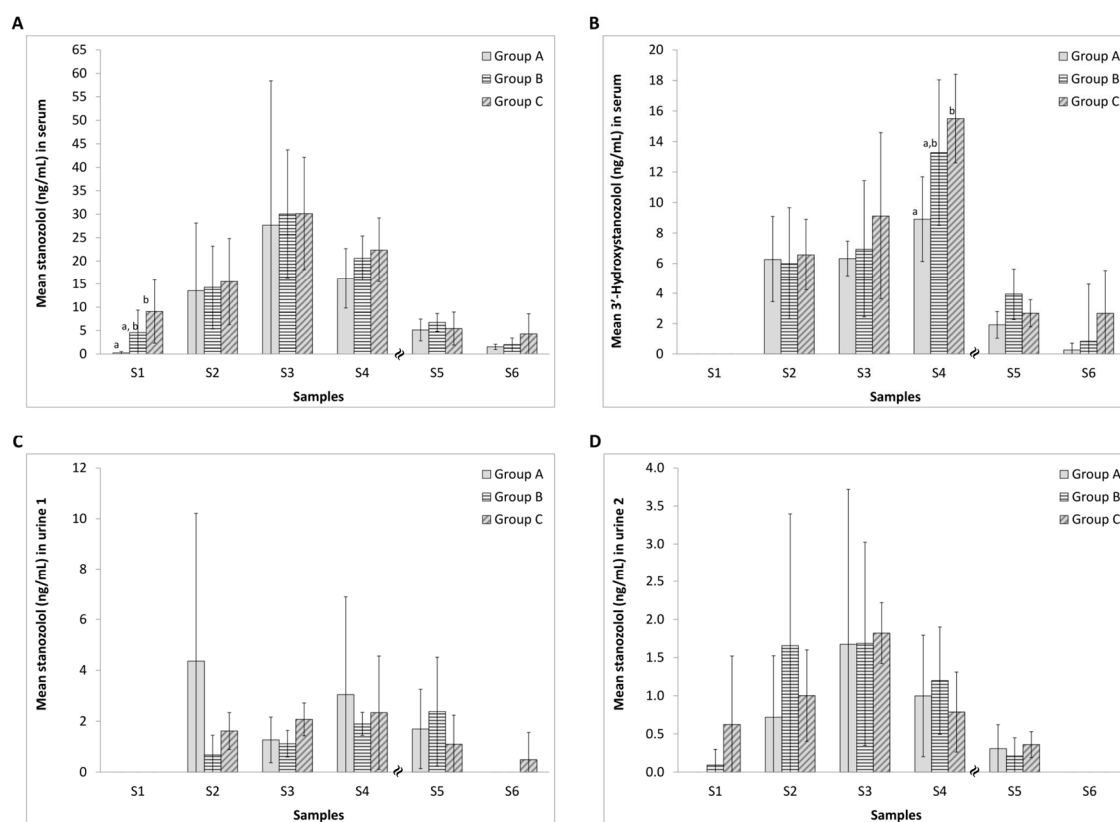 A
Mean stanozolol (ng/mL) in serum
65
60
55
50
45
40
35
30
25
20
15
10
5
0
a
a, b
b
Group A
Group B
Group C
S1 S2 S3 S4 S5 S6
Samples
B
Mean 3’-Hydroxystanozolol (ng/mL) in serum
20
18
16
14
12
10
8
6
4
2
0
a
a,b
b
Group A
Group B
Group C
S1 S2 S3 S4 S5 S6
Samples
C
Mean stanozolol (ng/mL) in urine 1
12
10
8
6
4
2
0
Group A
Group B
Group C
S1 S2 S3 S4 S5 S6
Samples
D
Mean stanozolol (ng/mL) in urine 2
4.0
3.5
3.0
2.5
2.0
1.5
1.0
0.5
0.0
Group A
Group B
Group C
S1 S2 S3 S4 S5 S6
Samples